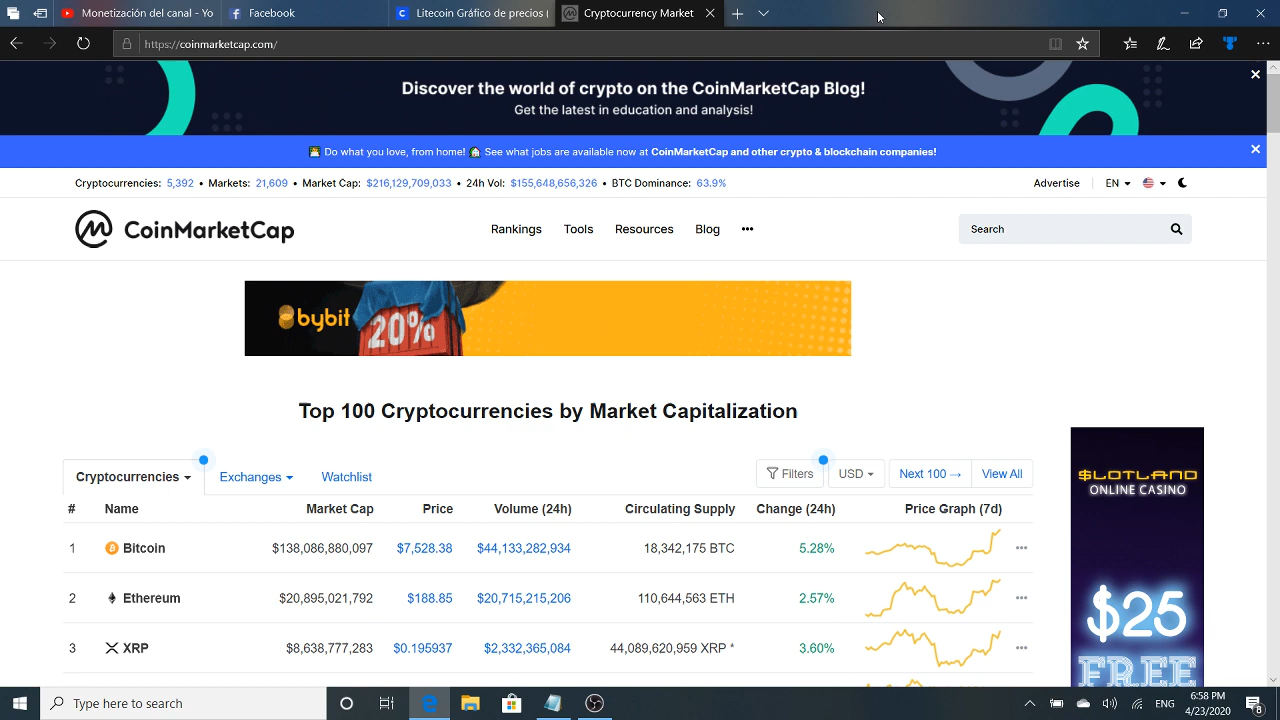 Moneición del canal - Yo
Facebook
Litecoin Gráfico de precios |
Cryptocurrency Market
https://coinmarketcap.com/
Discover the world of crypto on the CoinMarketCap Blog!
Get the latest in education and analysis!
Do what you love, from home! See what jobs are available now at CoinMarketCap and other crypto & blockchain companies!
Cryptocurrencies: 5,392 • Markets: 21,609 • Market Cap: $216,129,709,033 • 24h Vol: $155,648,656,326 • BTC Dominance: 63.9%
Advertise EN
CoinMarketCap
Rankings Tools Resources Blog
Search
bybit
20%
Top 100 Cryptocurrencies by Market Capitalization
Cryptocurrencies Exchanges Watchlist
Filters USD Next 100 → View All
# Name Market Cap Price Volume (24h) Circulating Supply Change (24h) Price Graph (7d)
1 Bitcoin $138,086,880,097 $7,528.38 $44,133,282,934 18,342,175 BTC 5.28%
2 Ethereum $20,895,021,792 $188.85 $20,715,215,206 110,644,563 ETH 2.57%
3 XRP $8,638,777,283 $0.195937 $2,332,365,084 44,089,620,959 XRP * 3.60%
$LOTLAND
ONLINE CASINO
$25
FREE
Type here to search
ENG
6:58 PM
4/23/2020
8